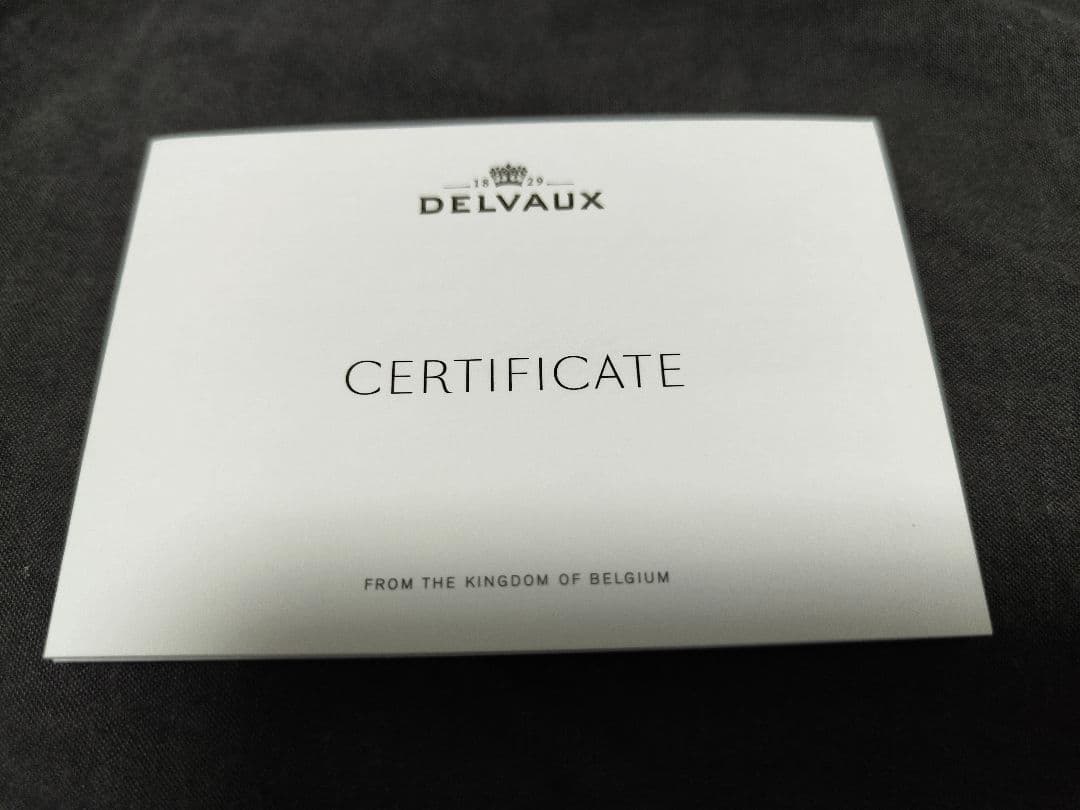 18 29
DELVAUX
CERTIFICATE
FROM THE KINGDOM OF BELGIUM